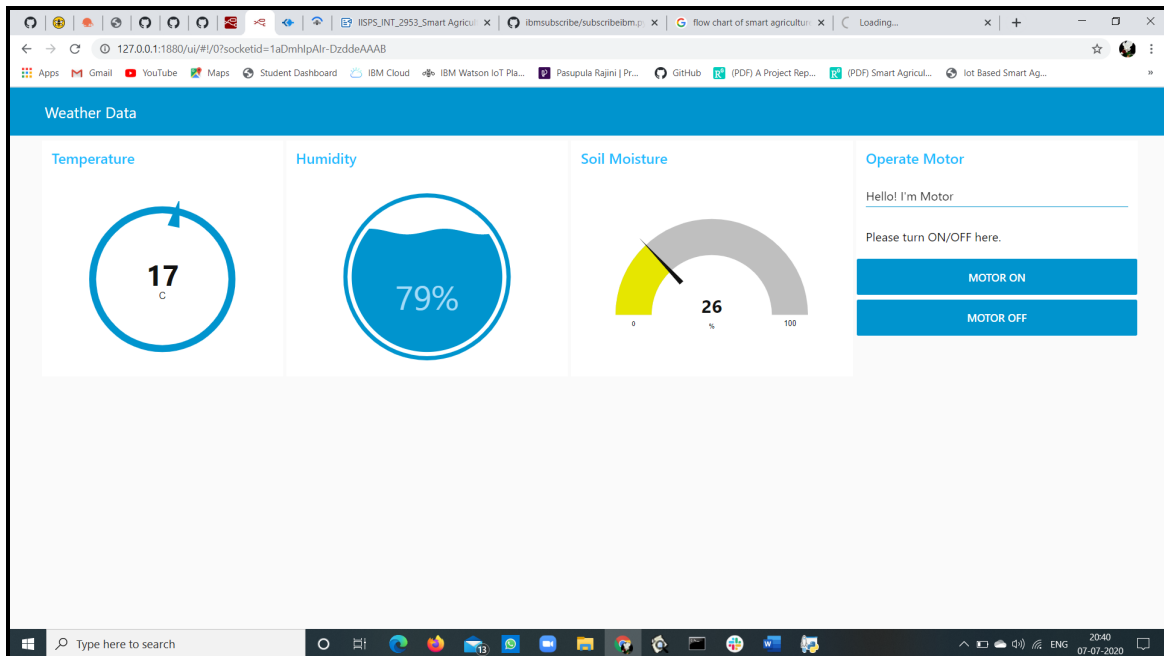 IISPS_INT_2953_Smart Agricul
ibmsubscribe/subscribeibm.p
flow chart of smart agriculture
Loading...
127.0.0.1:1880/ui/#!/0?socketid=1aDmhlpAlr-DzddeAAAB
Apps
Gmail
YouTube
Maps
Student Dashboard
IBM Cloud
IBM Watson IoT Pla...
Pasupula Rajini | Pr...
GitHub
(PDF) A Project Rep...
(PDF) Smart Agricul...
Iot Based Smart Ag...
Weather Data
Temperature
17
C
Humidity
79%
Soil Moisture
26
%
0
100
Operate Motor
Hello! I'm Motor
Please turn ON/OFF here.
MOTOR ON
MOTOR OFF
Type here to search
13
ENG
20:40
07-07-2020